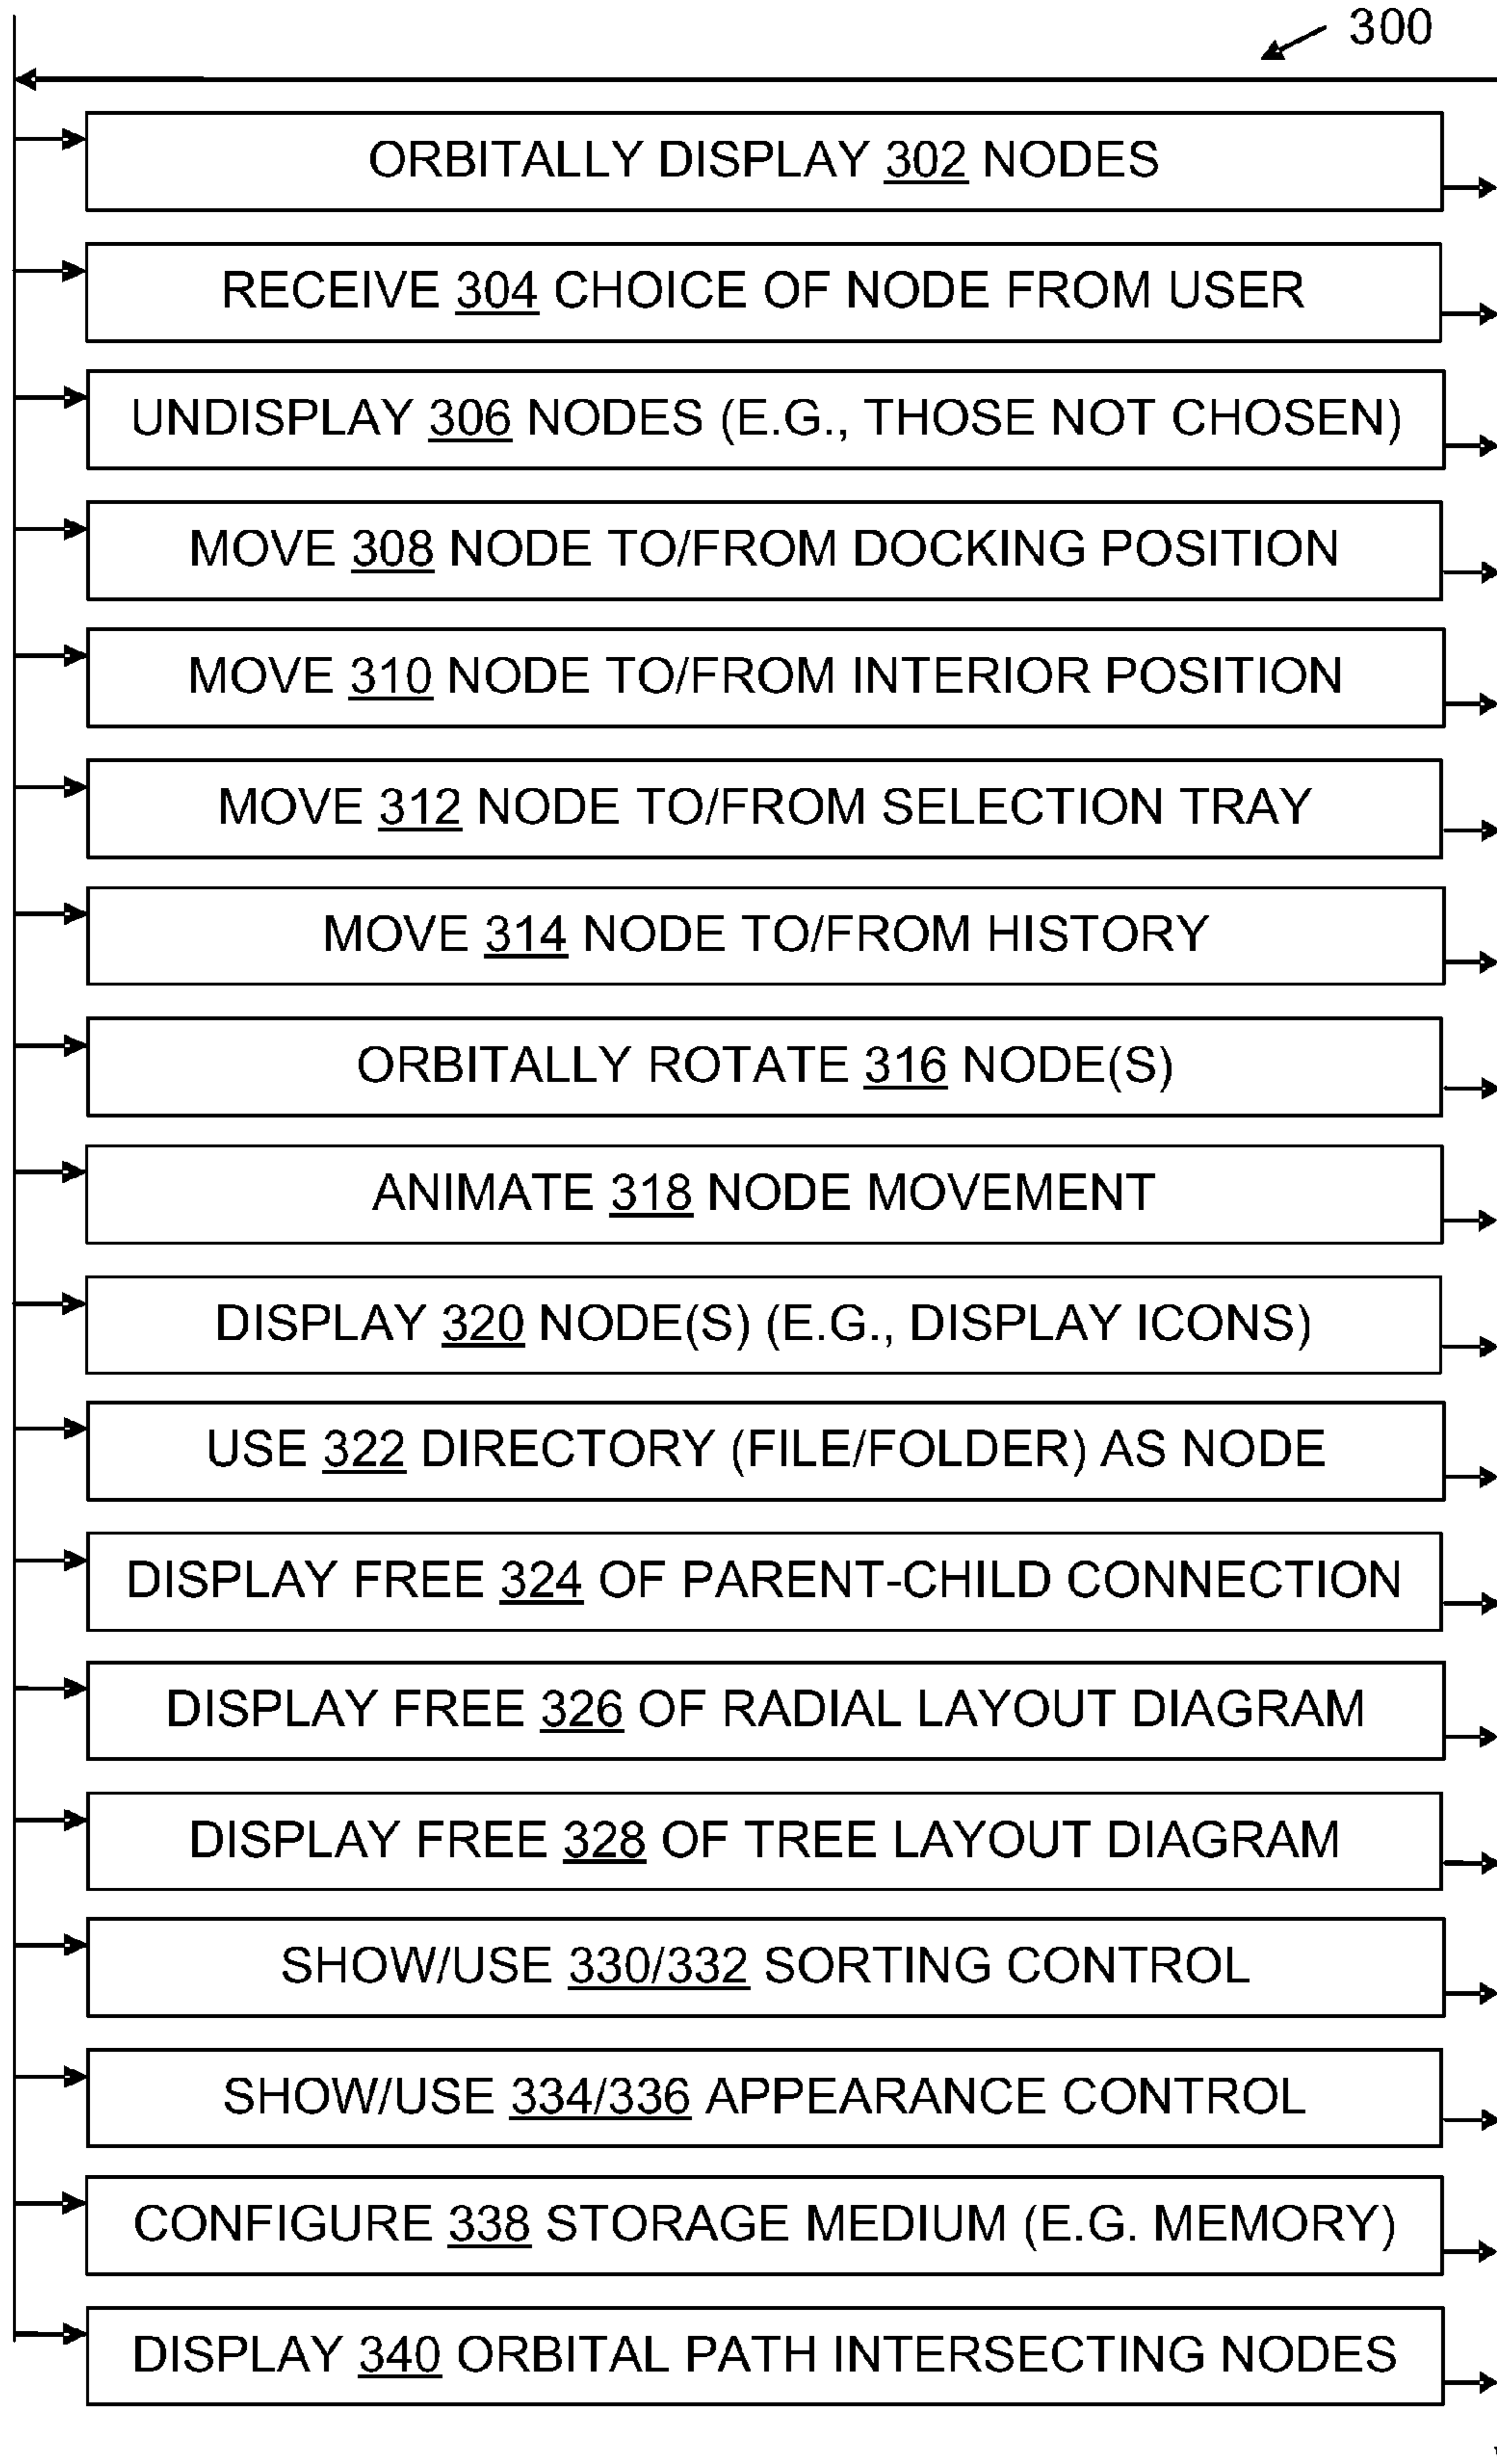 300
ORBITALLY DISPLAY 302 NODES
RECEIVE 304 CHOICE OF NODE FROM USER
UNDISPLAY 306 NODES (E.G., THOSE NOT CHOSEN)
MOVE 308 NODE TO/FROM DOCKING POSITION
MOVE 310 NODE TO/FROM INTERIOR POSITION
MOVE 312 NODE TO/FROM SELECTION TRAY
MOVE 314 NODE TO/FROM HISTORY
ORBITALLY ROTATE 316 NODE(S)
ANIMATE 318 NODE MOVEMENT
DISPLAY 320 NODE(S) (E.G., DISPLAY ICONS)
USE 322 DIRECTORY (FILE/FOLDER) AS NODE
DISPLAY FREE 324 OF PARENT-CHILD CONNECTION
DISPLAY FREE 326 OF RADIAL LAYOUT DIAGRAM
DISPLAY FREE 328 OF TREE LAYOUT DIAGRAM
SHOW/USE 330/332 SORTING CONTROL
SHOW/USE 334/336 APPEARANCE CONTROL
CONFIGURE 338 STORAGE MEDIUM (E.G. MEMORY)
DISPLAY 340 ORBITAL PATH INTERSECTING NODES